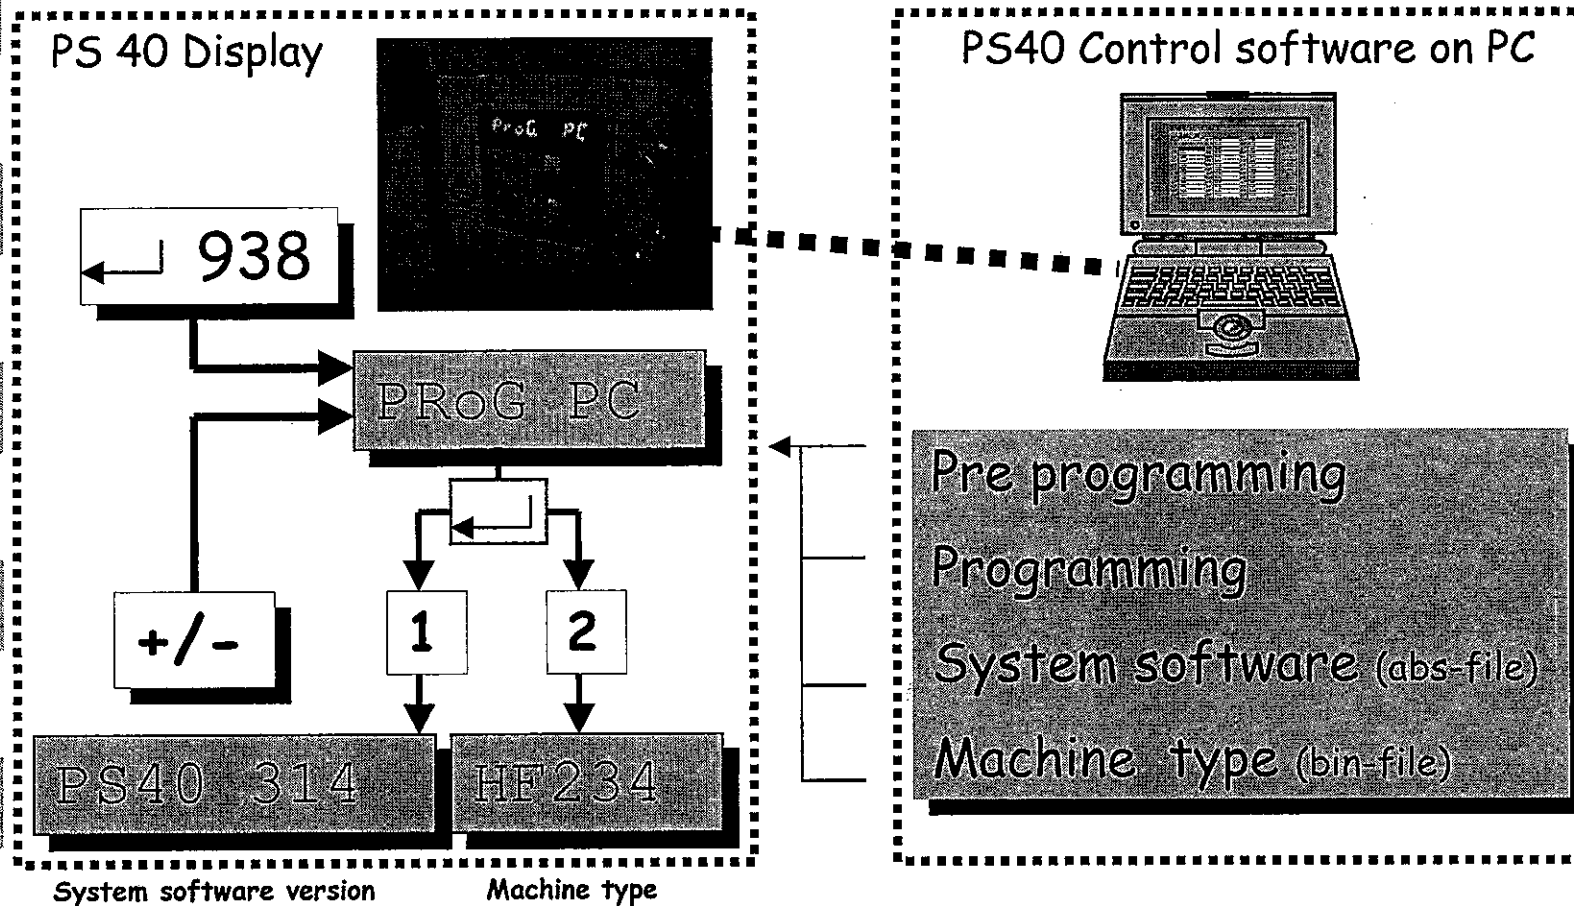 PS 40 Display
ProG PC
938
PRoG PC
+/-
1
2
PS40 314
HF234
System software version
Machine type
PS40 Control software on PC
Pre programming
Programming
System software (abs-file)
Machine type (bin-file)